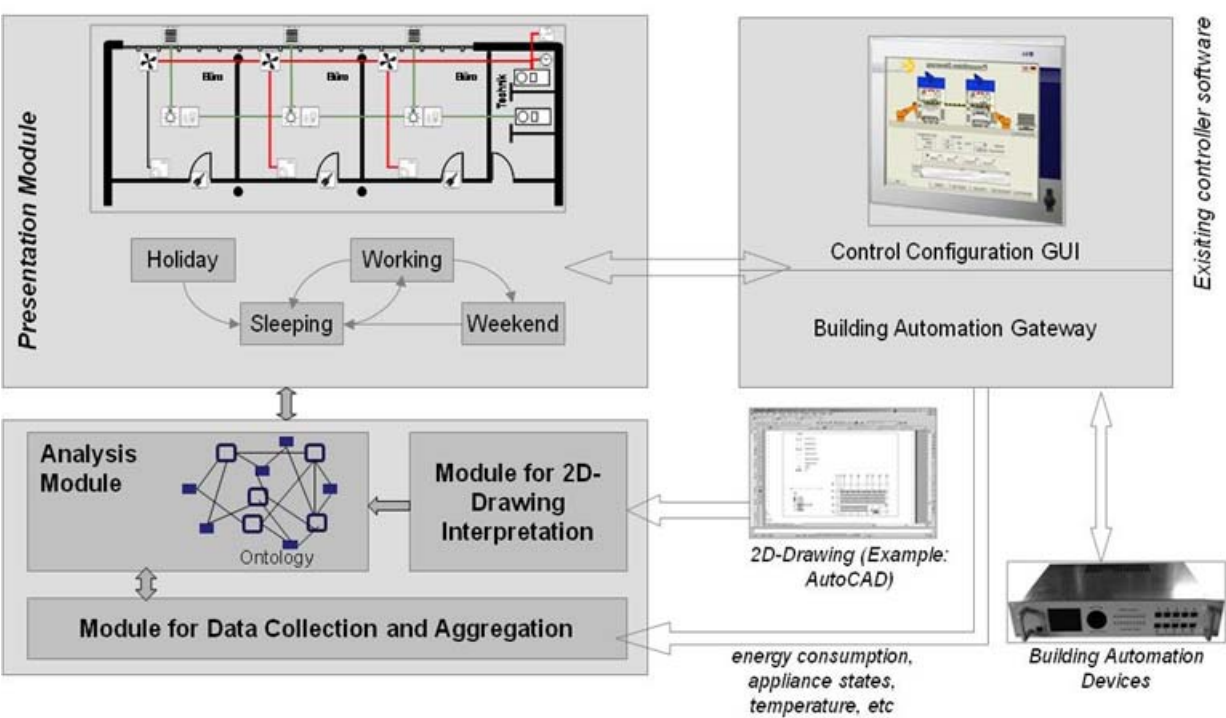 Presentation Module
Büro
Büro
Büro
Technik
Holiday
Working
Sleeping
Weekend
Control Configuration GUI
Building Automation Gateway
Exisiting controller software
Analysis
Module
Ontology
Module for 2D-
Drawing
Interpretation
Module for Data Collection and Aggregation
2D-Drawing (Example:
AutoCAD)
energy consumption,
appliance states,
temperature, etc
Building Automation
Devices